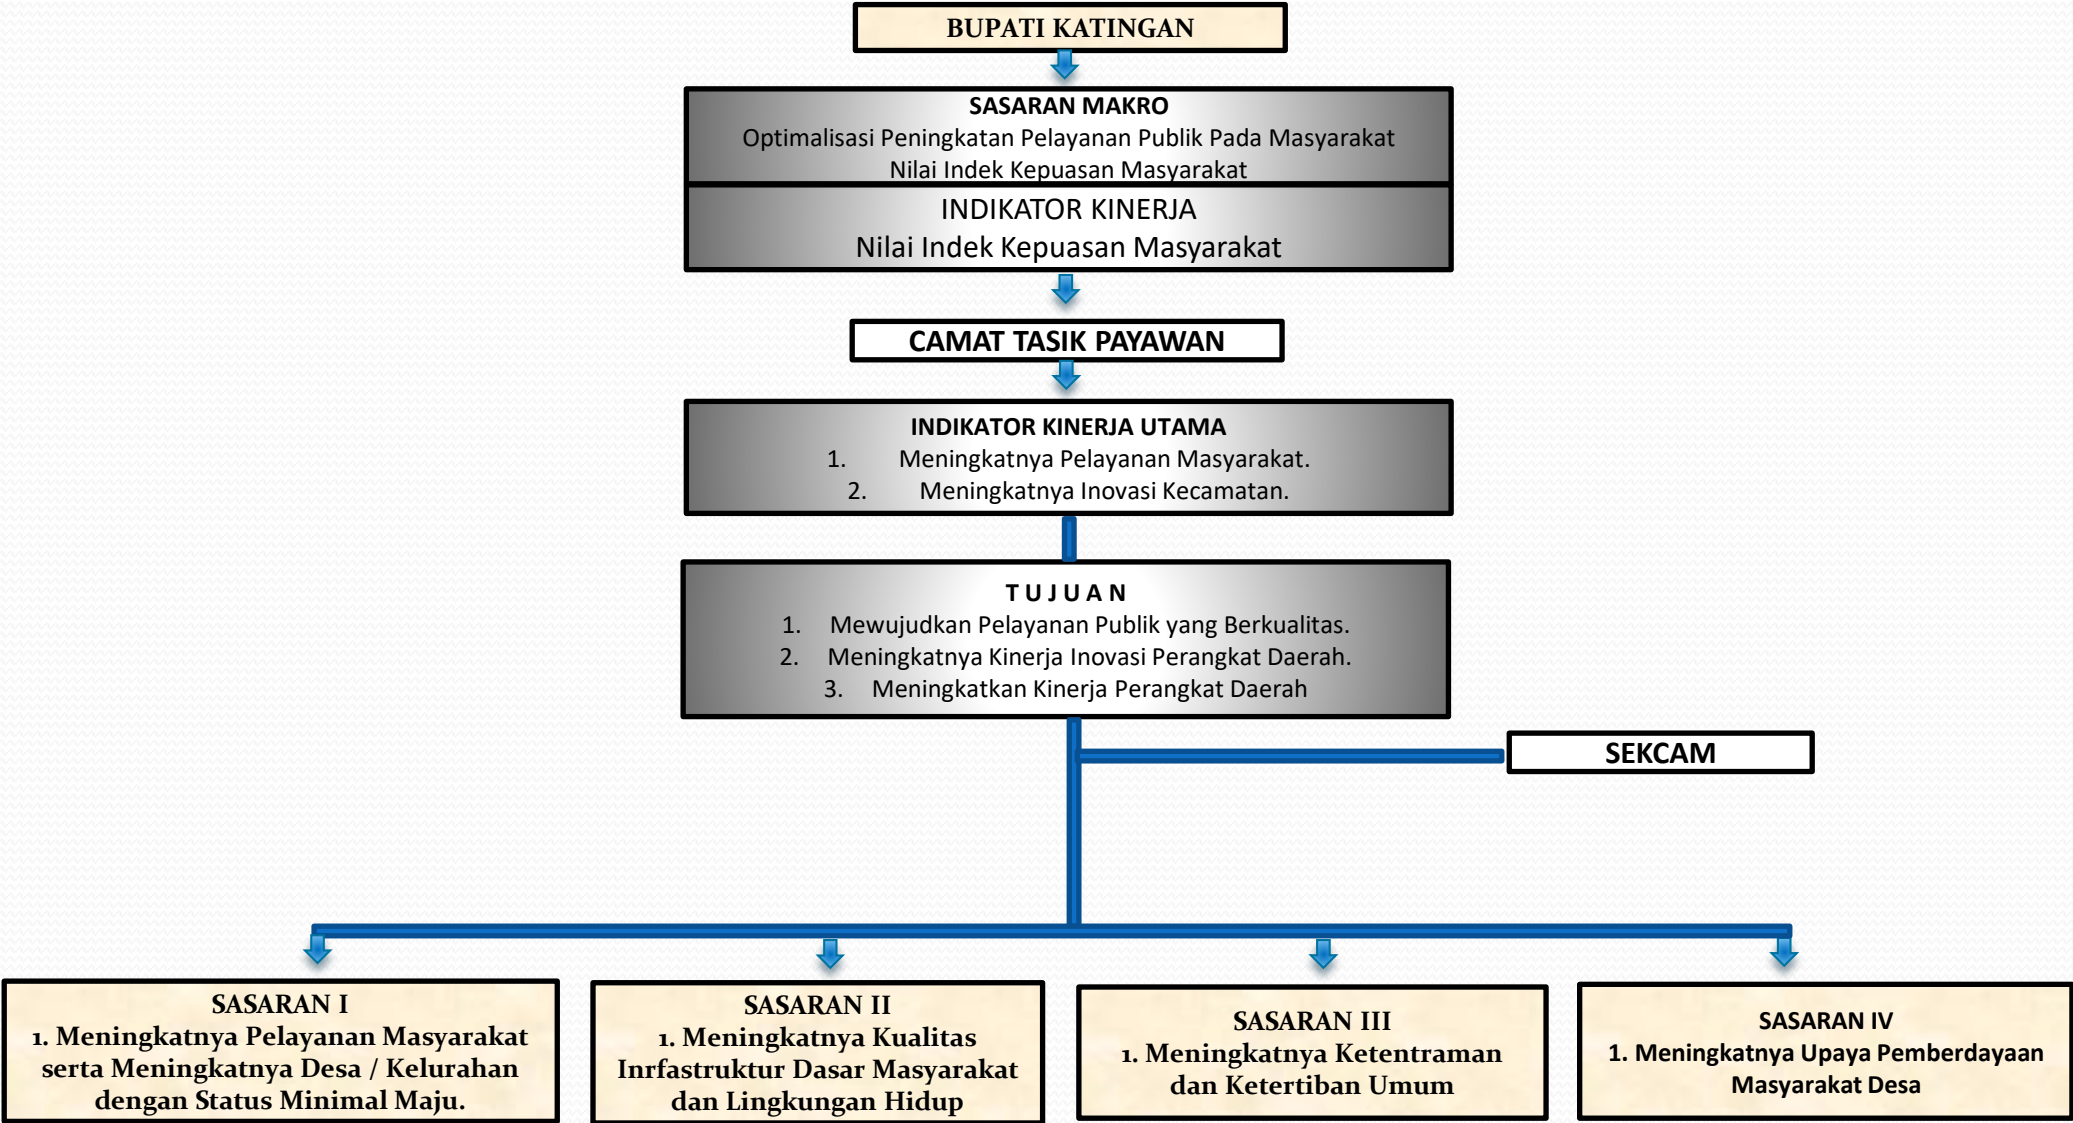 BUPATI KATINGAN
SASARAN MAKRO
Optimalisasi Peningkatan Pelayanan Publik Pada Masyarakat
Nilai Indek Kepuasan Masyarakat
INDIKATOR KINERJA
Nilai Indek Kepuasan Masyarakat
CAMAT TASIK PAYAWAN
INDIKATOR KINERJA UTAMA
1. Meningkatnya Pelayanan Masyarakat.
2. Meningkatnya Inovasi Kecamatan.
T U J U A N
1. Mewujudkan Pelayanan Publik yang Berkualitas.
2. Meningkatnya Kinerja Inovasi Perangkat Daerah.
3. Meningkatkan Kinerja Perangkat Daerah
SEKCAM
SASARAN I
1. Meningkatnya Pelayanan Masyarakat
serta Meningkatnya Desa / Kelurahan
dengan Status Minimal Maju.
SASARAN II
1. Meningkatnya Kualitas
Inrfastruktur Dasar Masyarakat
dan Lingkungan Hidup
SASARAN III
1. Meningkatnya Ketentraman
dan Ketertiban Umum
SASARAN IV
1. Meningkatnya Upaya Pemberdayaan
Masyarakat Desa